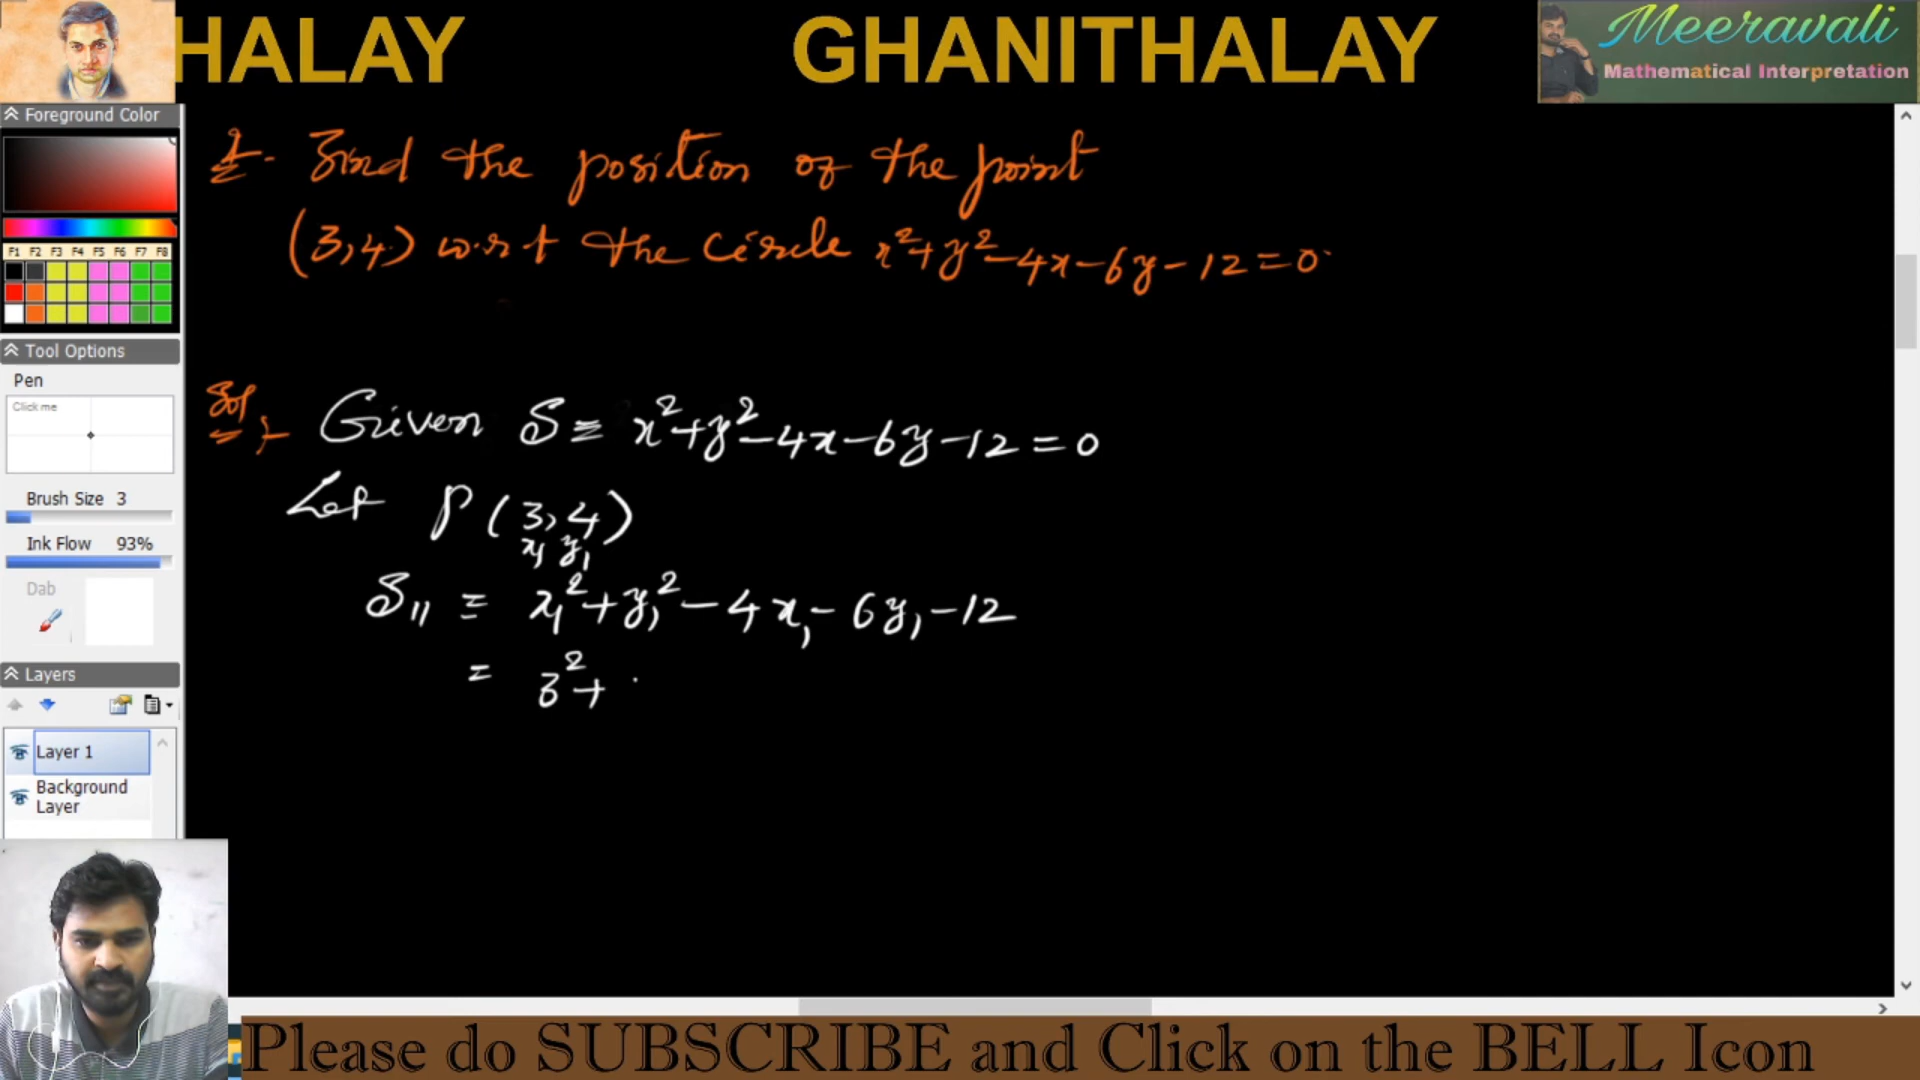 HALAY GHANITHALAY
Meeravali
Mathematical Interpretation
Foreground Color
F1 F2 F3 F4 F5 F6 F7 F8
Tool Options
Pen
Click me
Brush Size 3
Ink Flow 93%
Dab
Layers
Layer 1
Background
Layer
Find the position of the point
(3,4) w.r.t the circle x²+y²-4x-6y-12=0.
Sol:- Given S ≡ x²+y²-4x-6y-12=0
Let P(3,4)
x₁ y₁
S₁₁ = x₁²+y₁²-4x₁-6y₁-12
= 3²+
Please do SUBSCRIBE and Click on the BELL Icon